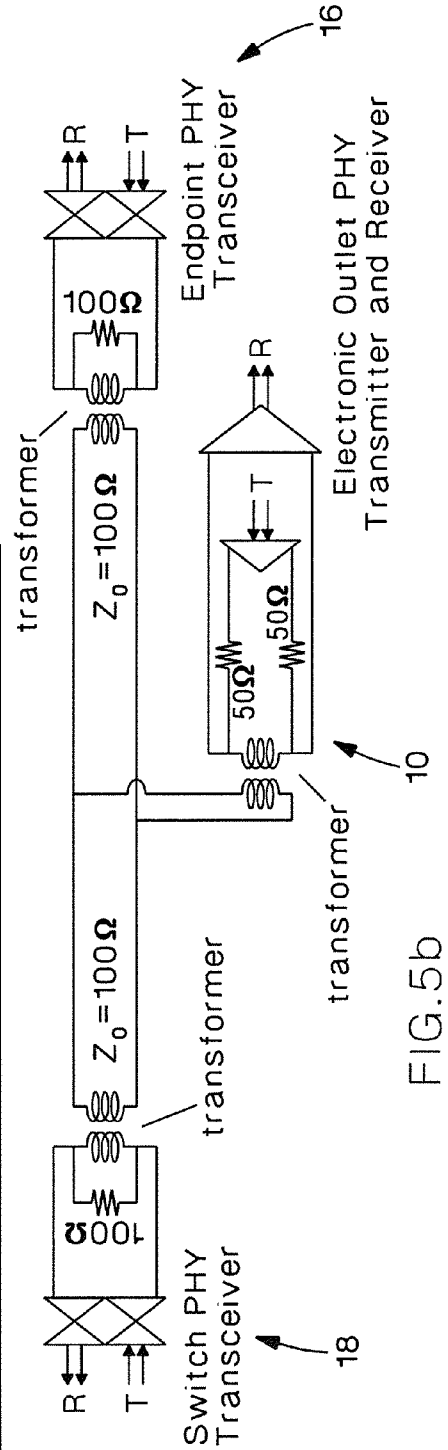 R
T
Switch PHY
Transceiver
18
100Ω
transformer
Z₀=100Ω
Z₀=100Ω
transformer
100Ω
R
T
Endpoint PHY
Transceiver
16
transformer
10
50Ω
50Ω
T
R
Electronic Outlet PHY
Transmitter and Receiver
FIG.5b